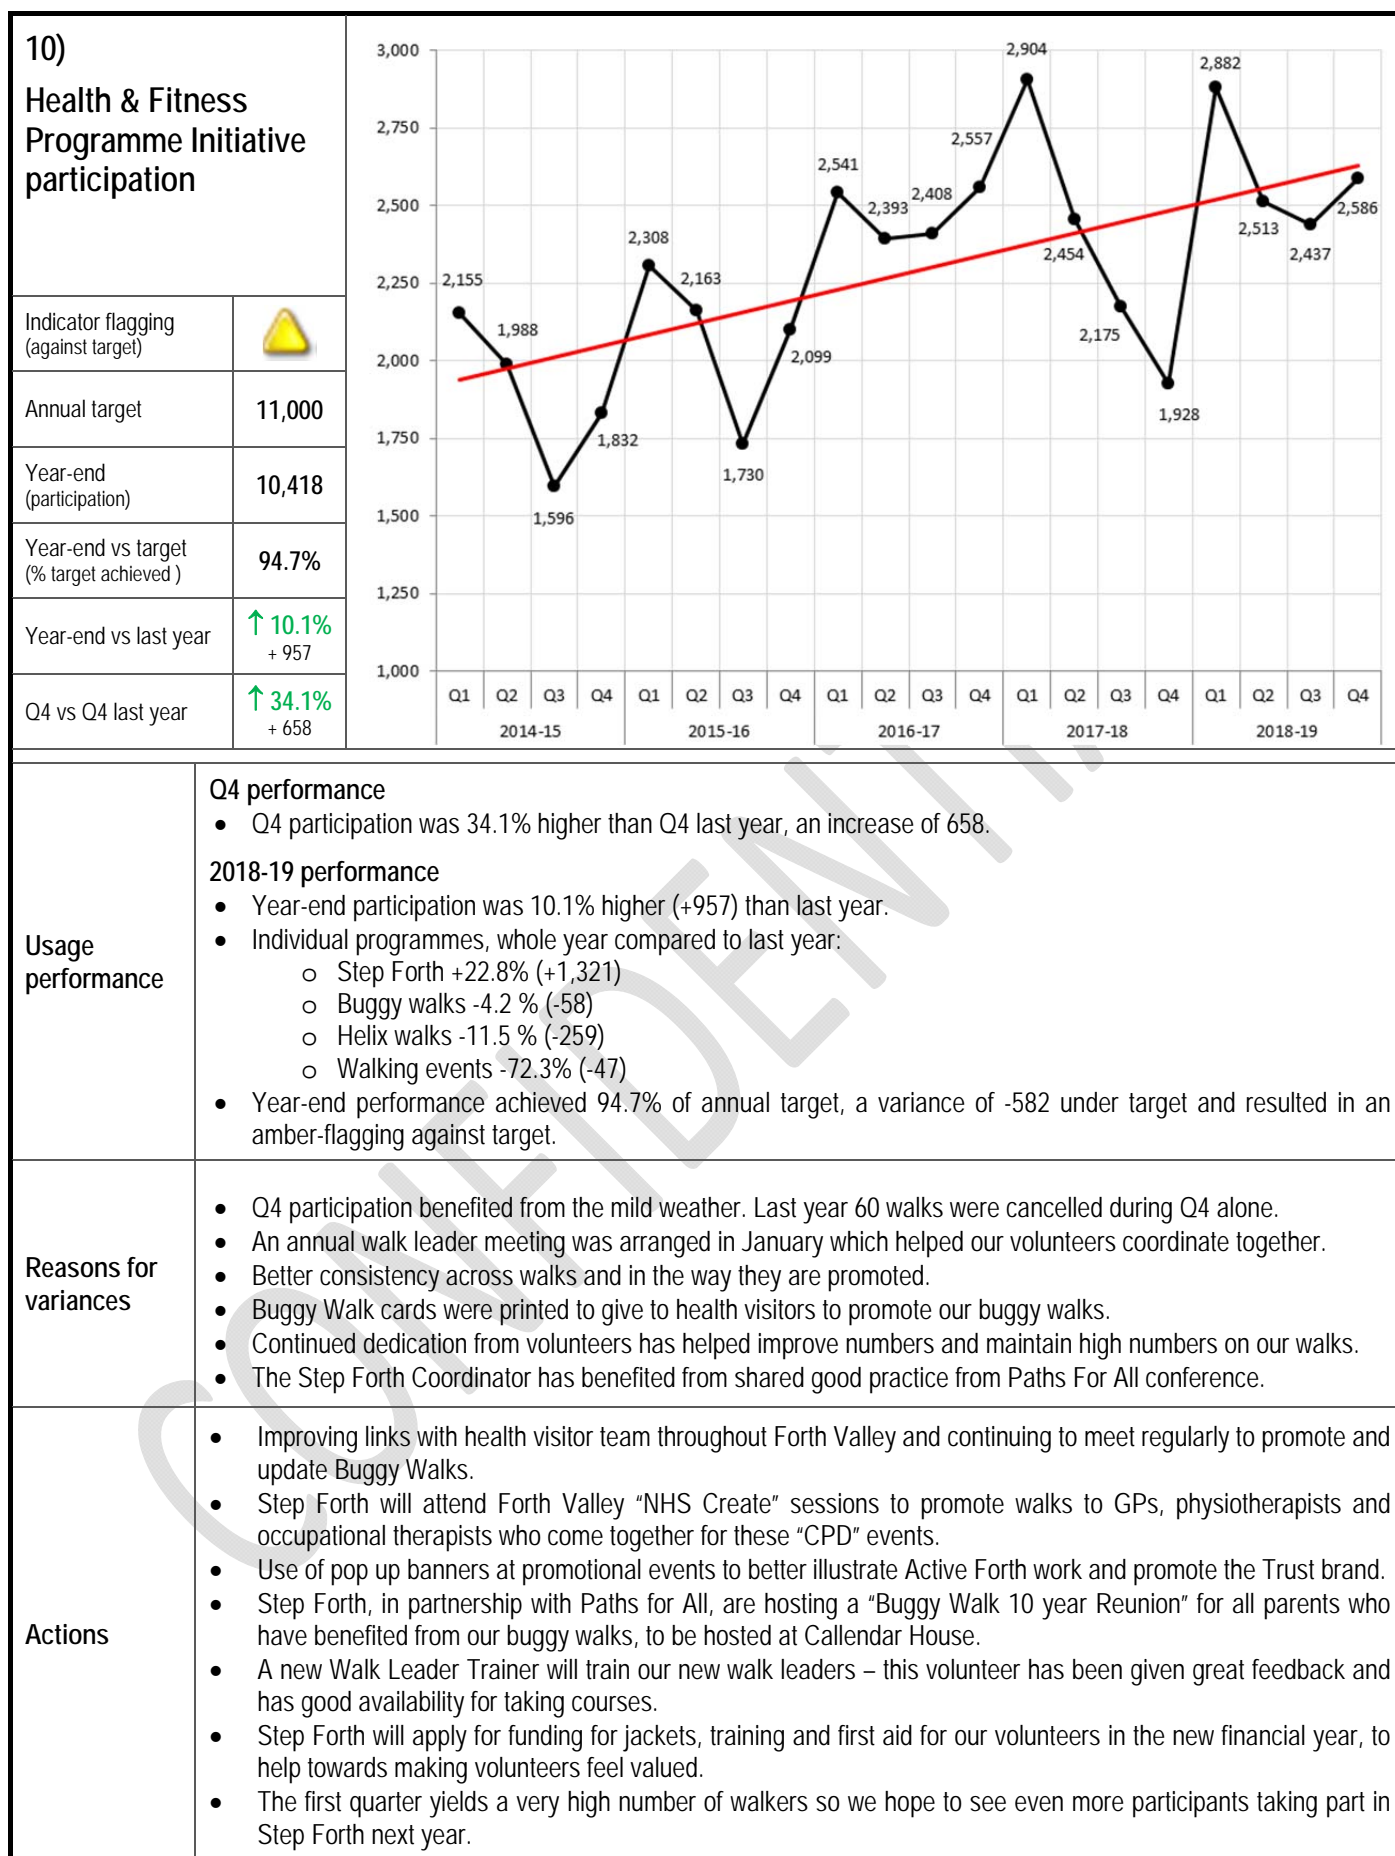 10)
Health & Fitness
Programme Initiative
participation
Indicator flagging
(against target)
Annual target
11,000
Year-end
(participation)
10,418
Year-end vs target
(% target achieved )
94.7%
Year-end vs last year
↑ 10.1%
+ 957
Q4 vs Q4 last year
↑ 34.1%
+ 658
3,000
2,750
2,500
2,250
2,000
1,750
1,500
1,250
1,000
2,155
1,988
1,596
1,832
2,308
2,163
1,730
2,099
2,541
2,393
2,408
2,557
2,904
2,454
2,175
1,928
2,882
2,513
2,437
2,586
Q1 Q2 Q3 Q4 Q1 Q2 Q3 Q4 Q1 Q2 Q3 Q4 Q1 Q2 Q3 Q4 Q1 Q2 Q3 Q4
2014-15 2015-16 2016-17 2017-18 2018-19
Usage
performance
Q4 performance
• Q4 participation was 34.1% higher than Q4 last year, an increase of 658.
2018-19 performance
• Year-end participation was 10.1% higher (+957) than last year.
• Individual programmes, whole year compared to last year:
o Step Forth +22.8% (+1,321)
o Buggy walks -4.2 % (-58)
o Helix walks -11.5 % (-259)
o Walking events -72.3% (-47)
• Year-end performance achieved 94.7% of annual target, a variance of -582 under target and resulted in an
amber-flagging against target.
Reasons for
variances
• Q4 participation benefited from the mild weather. Last year 60 walks were cancelled during Q4 alone.
• An annual walk leader meeting was arranged in January which helped our volunteers coordinate together.
• Better consistency across walks and in the way they are promoted.
• Buggy Walk cards were printed to give to health visitors to promote our buggy walks.
• Continued dedication from volunteers has helped improve numbers and maintain high numbers on our walks.
• The Step Forth Coordinator has benefited from shared good practice from Paths For All conference.
Actions
• Improving links with health visitor team throughout Forth Valley and continuing to meet regularly to promote and
update Buggy Walks.
• Step Forth will attend Forth Valley “NHS Create” sessions to promote walks to GPs, physiotherapists and
occupational therapists who come together for these “CPD” events.
• Use of pop up banners at promotional events to better illustrate Active Forth work and promote the Trust brand.
• Step Forth, in partnership with Paths for All, are hosting a “Buggy Walk 10 year Reunion” for all parents who
have benefited from our buggy walks, to be hosted at Callendar House.
• A new Walk Leader Trainer will train our new walk leaders – this volunteer has been given great feedback and
has good availability for taking courses.
• Step Forth will apply for funding for jackets, training and first aid for our volunteers in the new financial year, to
help towards making volunteers feel valued.
• The first quarter yields a very high number of walkers so we hope to see even more participants taking part in
Step Forth next year.